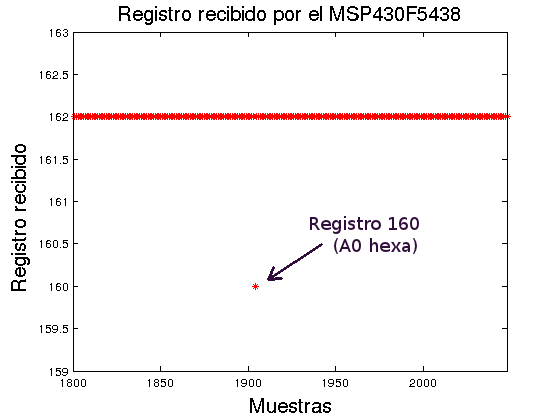 Registro recibido por el MSP430F5438
163
162.5
162
161.5
161
160.5
160
159.5
159
Registro recibido
Registro 160
(A0 hexa)
1800
1850
1900
1950
2000
Muestras